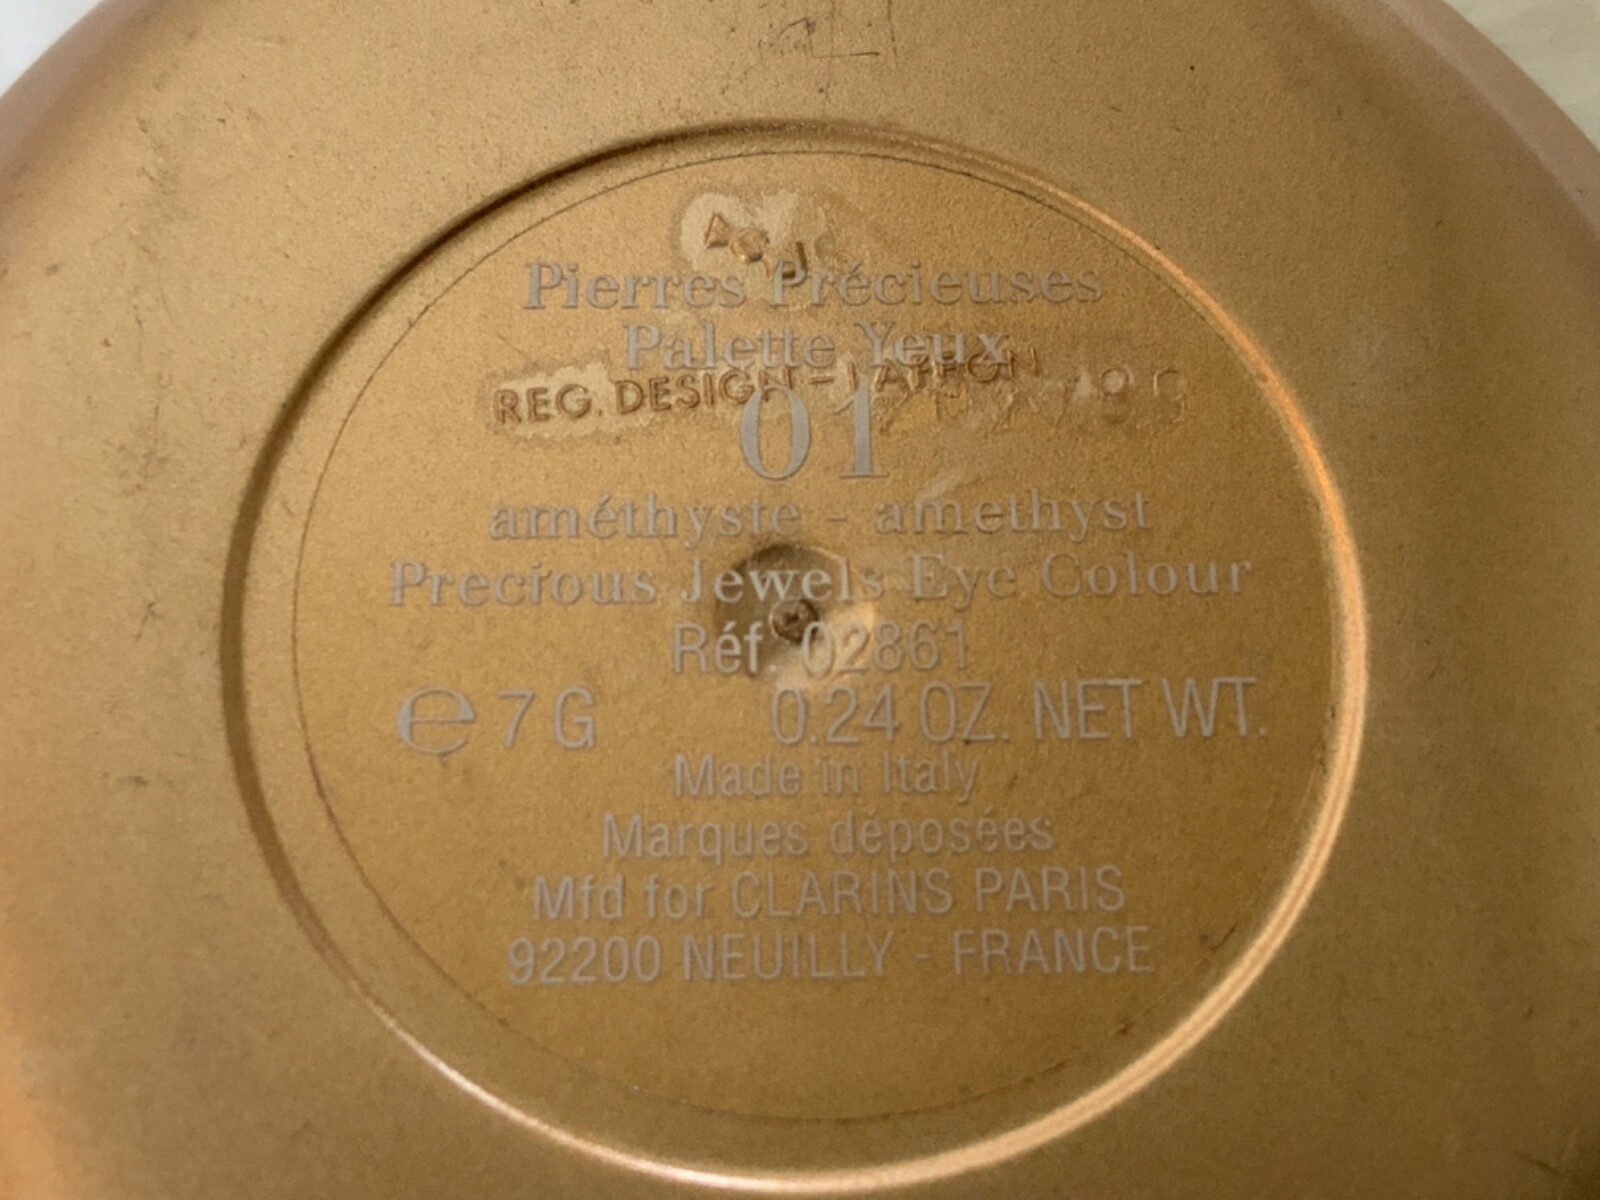 Pierres Précieuses
Palette Yeux
REG. DESIGN -
01
améthyste - amethyst
Precious Jewels Eye Colour
Réf. 02861
℮ 7 G 0.24 OZ. NET WT.
Made in Italy
Marques déposées
Mfd for CLARINS PARIS
92200 NEUILLY - FRANCE